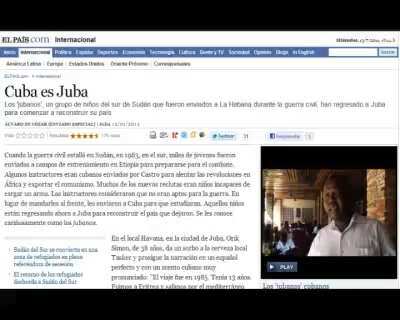 EL PAÍS.com Internacional
Inicio Internacional Política España Deportes Economía Tecnología Cultura Gente y TV Sociedad Opinión Blogs In English
América Latina Europa Estados Unidos Oriente Próximo Corresponsales
ELPAÍS.com > Internacional
Cuba es Juba
Los 'jubanos', un grupo de niños del sur de Sudán que fueron enviados a La Habana durante la guerra civil, han regresado a Juba
para comenzar a reconstruir su país
ÁLVARO DE CÓZAR (ENVIADO ESPECIAL) | Juba 12/01/2011
Vota Resultado votos Twittear 31 Recomendar
Cuando la guerra civil estalló en Sudán, en 1983, en el sur, miles de jóvenes fueron
enviados a campos de entrenamiento en Etiopía para prepararse para el combate.
Algunos instructores eran cubanos enviados por Castro para alentar las revoluciones en
África y exportar el comunismo. Muchos de los nuevos reclutas eran niños incapaces de
cargar un arma. Los instructores consideraron que no eran aptos para la guerra. En
lugar de mandarles al frente, les enviaron a Cuba para que estudiaran. Aquellos niños
están regresando ahora a Juba para reconstruir el país que dejaron. Se les conoce
cariñosamente como los jubanos.
Sudán del Sur se convierte en una
zona de refugiados en pleno
referéndum de secesión
El retorno de los refugiados
desborda a Sudán del Sur
En el local Havana, en la ciudad de Juba, Orik
Simon, de 38 años, da un sorbo a la cerveza local
Tusker y prosigue la narración en un español
perfecto y con un acento cubano muy
pronunciado: "El viaje fue en 1985. Tenía 13 años.
Fuimos a Eritrea y salimos por el mediterráneo
PLAY
Los 'jubanos' cubanos